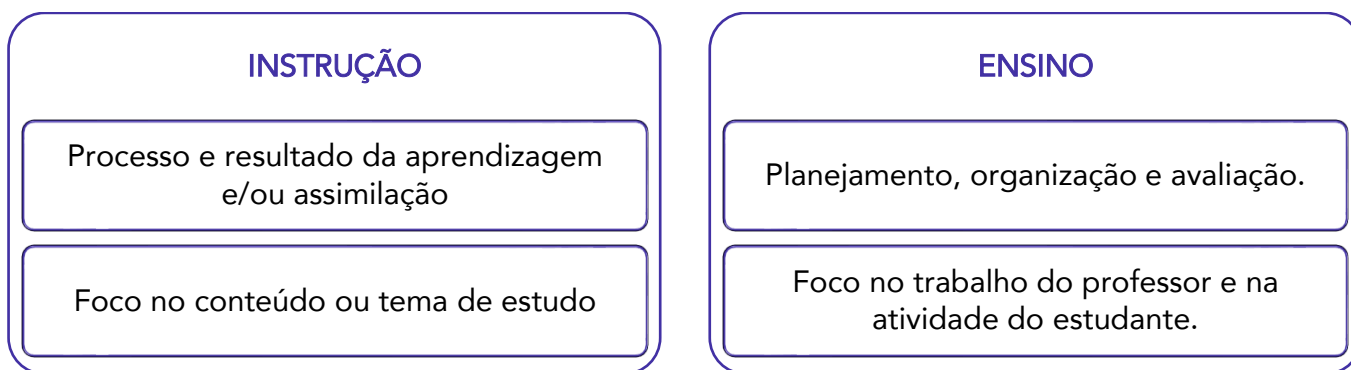 INSTRUÇÃO
Processo e resultado da aprendizagem
e/ou assimilação
Foco no conteúdo ou tema de estudo
ENSINO
Planejamento, organização e avaliação.
Foco no trabalho do professor e na
atividade do estudante.